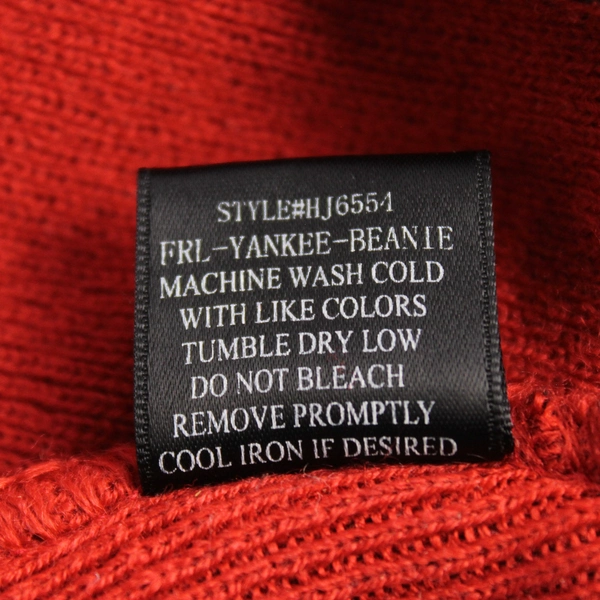 STYLE#HJ6554
FRL-YANKEE-BEANIE
MACHINE WASH COLD
WITH LIKE COLORS
TUMBLE DRY LOW
DO NOT BLEACH
REMOVE PROMPTLY
COOL IRON IF DESIRED